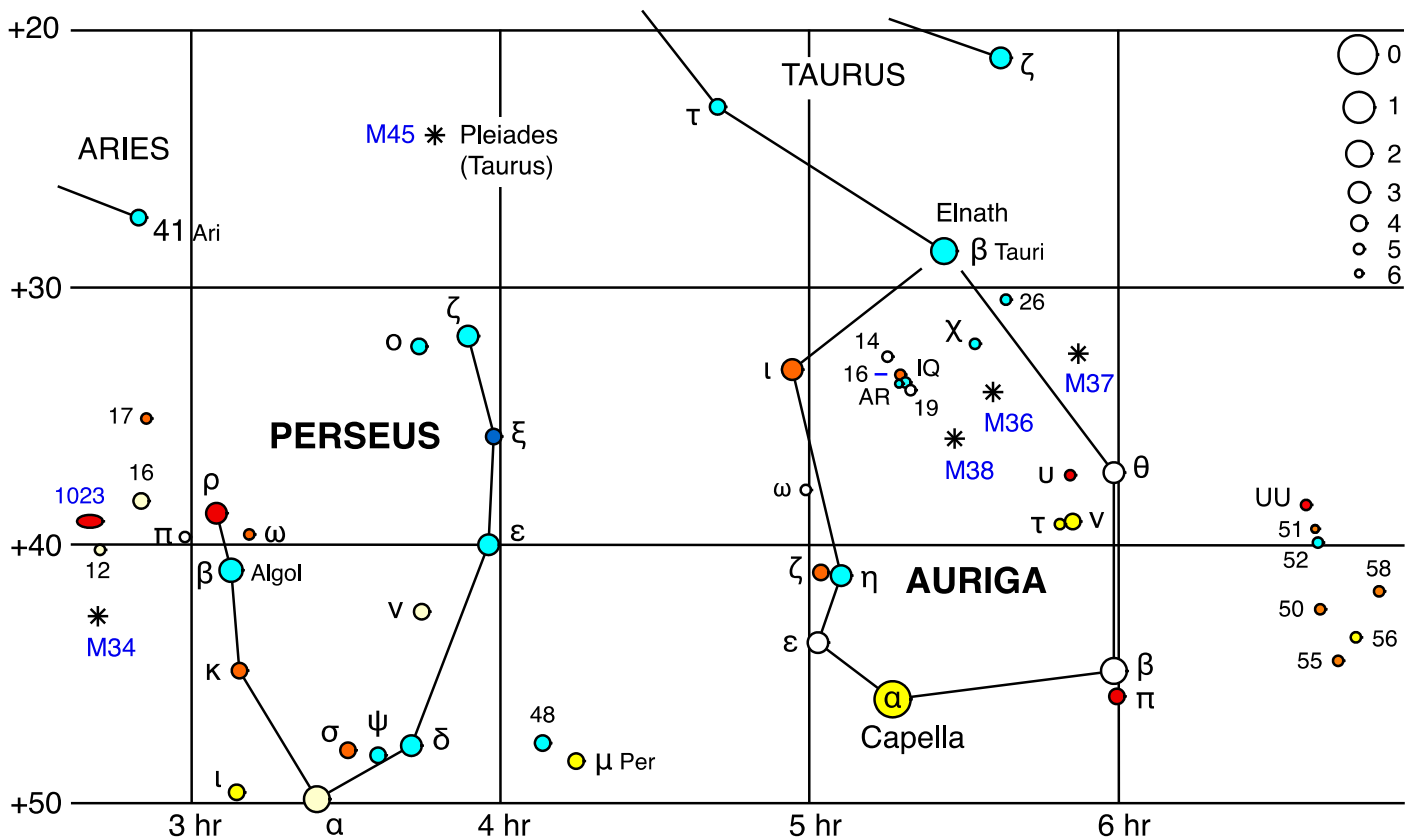 +20
0
TAURUS
ζ
1
τ
M45
Pleiades
(Taurus)
ARIES
2
3
Elnath
41 Ari
4
β Tauri
5
6
+30
26
ζ
ο
χ
14
ι
16
IQ
AR
19
M37
M36
17
PERSEUS
ξ
M38
υ
θ
16
ρ
1023
ω
UU
π
ω
ε
τ
ν
51
+40
12
β Algol
ζ
η
AURIGA
52
58
ν
50
M34
ε
56
κ
β
55
α
π
σ
ψ
δ
48
Capella
μ Per
ι
+50
3 hr
α
4 hr
5 hr
6 hr